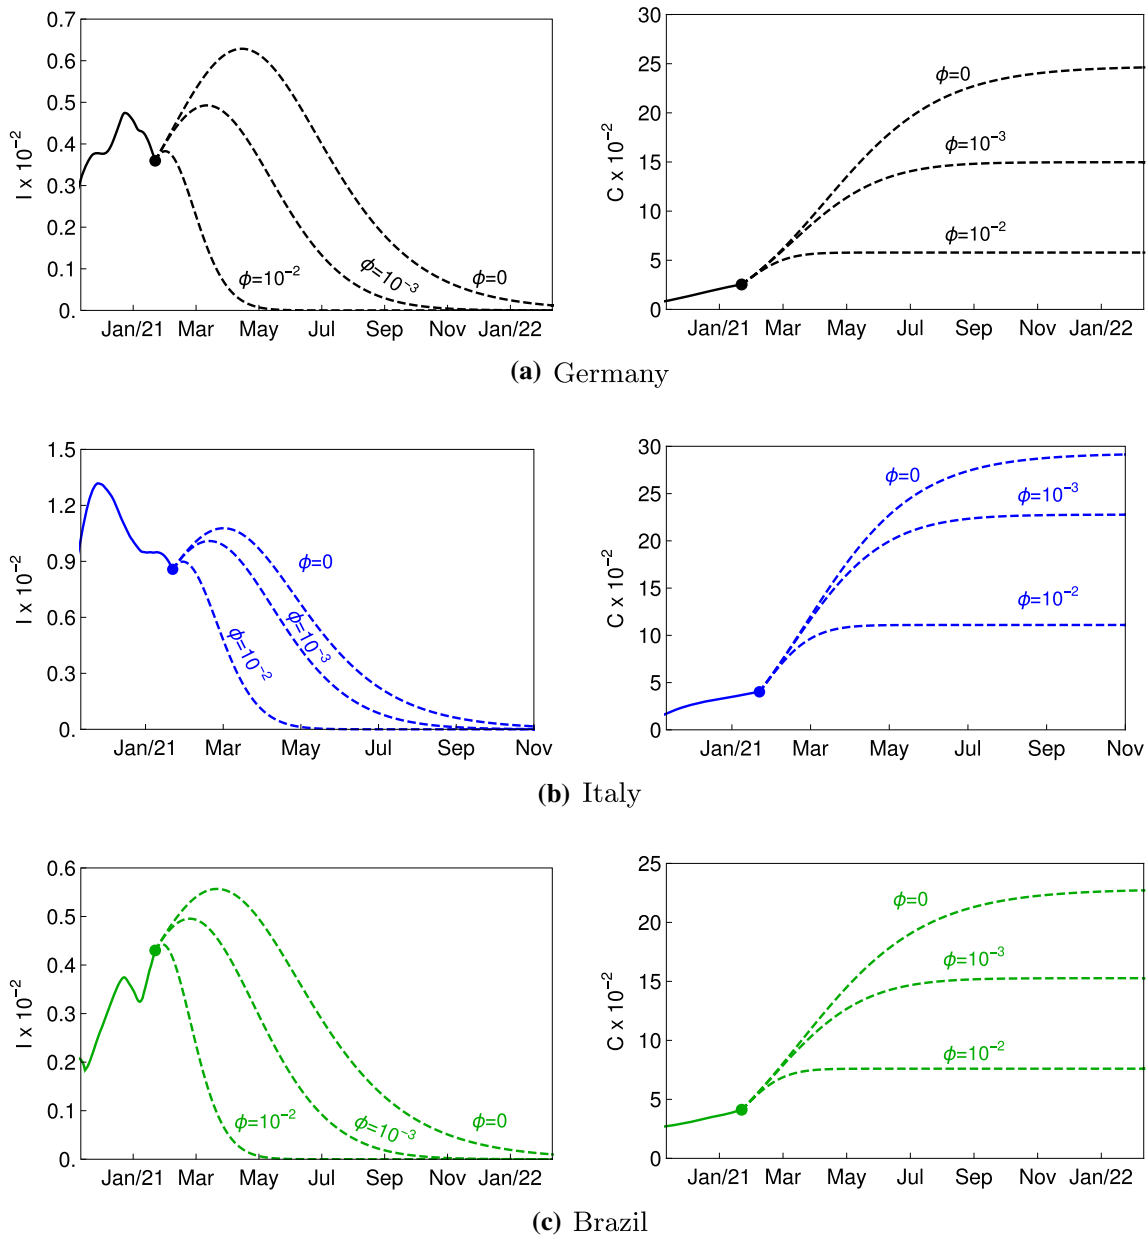 0.7
0.6
0.5
0.4
0.3
0.2
0.1
0.
I x 10⁻²
ϕ=10⁻²
ϕ=10⁻³
ϕ=0
Jan/21 Mar May Jul Sep Nov Jan/22
30
25
20
15
10
5
0
C x 10⁻²
ϕ=0
ϕ=10⁻³
ϕ=10⁻²
Jan/21 Mar May Jul Sep Nov Jan/22
(a) Germany
1.5
1.2
0.9
0.6
0.3
0.
I x 10⁻²
ϕ=0
ϕ=10⁻³
ϕ=10⁻²
Jan/21 Mar May Jul Sep Nov
30
25
20
15
10
5
0
C x 10⁻²
ϕ=0
ϕ=10⁻³
ϕ=10⁻²
Jan/21 Mar May Jul Sep Nov
(b) Italy
0.6
0.5
0.4
0.3
0.2
0.1
0.
I x 10⁻²
ϕ=10⁻²
ϕ=10⁻³
ϕ=0
Jan/21 Mar May Jul Sep Nov Jan/22
25
20
15
10
5
0
C x 10⁻²
ϕ=0
ϕ=10⁻³
ϕ=10⁻²
Jan/21 Mar May Jul Sep Nov Jan/22
(c) Brazil